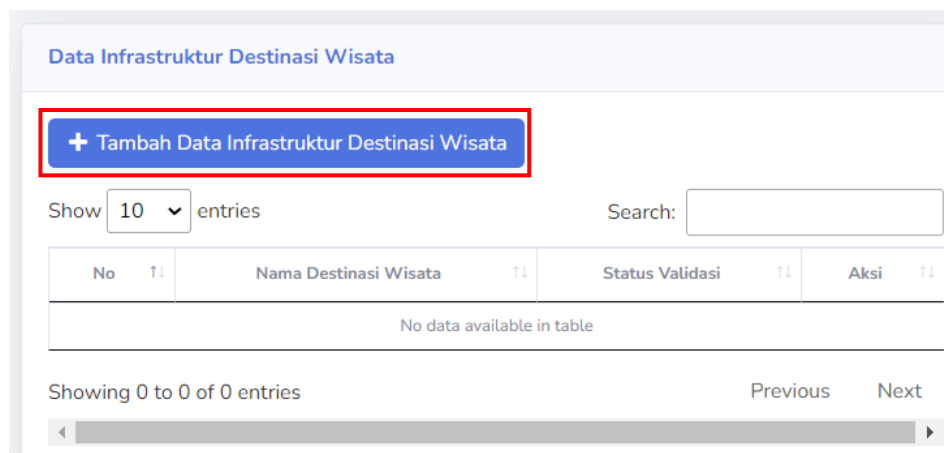 Data Infrastruktur Destinasi Wisata
+ Tambah Data Infrastruktur Destinasi Wisata
Show 10 entries Search:
No Nama Destinasi Wisata Status Validasi Aksi
No data available in table
Showing 0 to 0 of 0 entries Previous Next